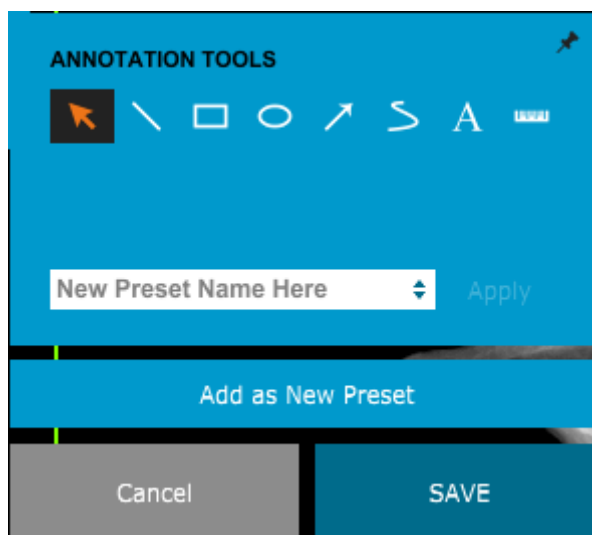 ANNOTATION TOOLS
A
New Preset Name Here
Apply
Add as New Preset
Cancel
SAVE